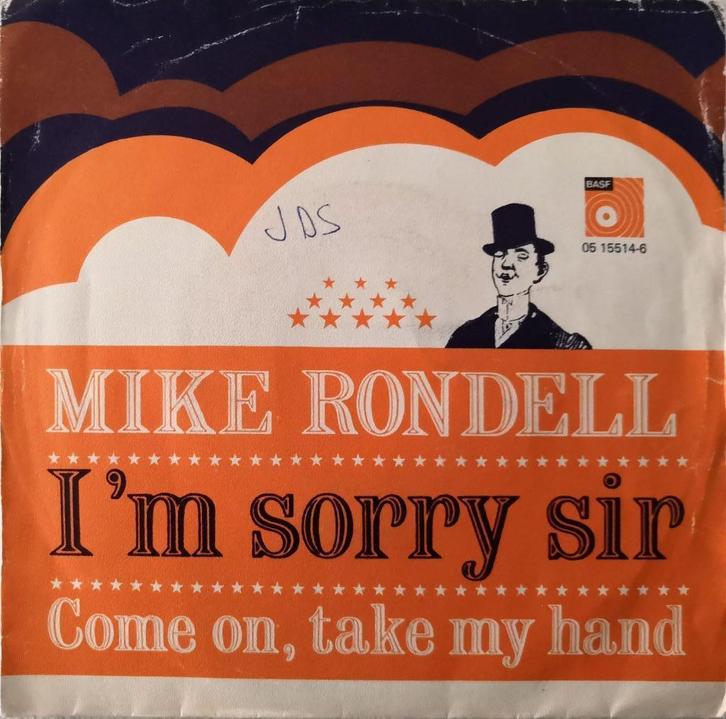 BASF
05 15514-6
JDS
MIKE RONDELL
I'm sorry sir
Come on, take my hand